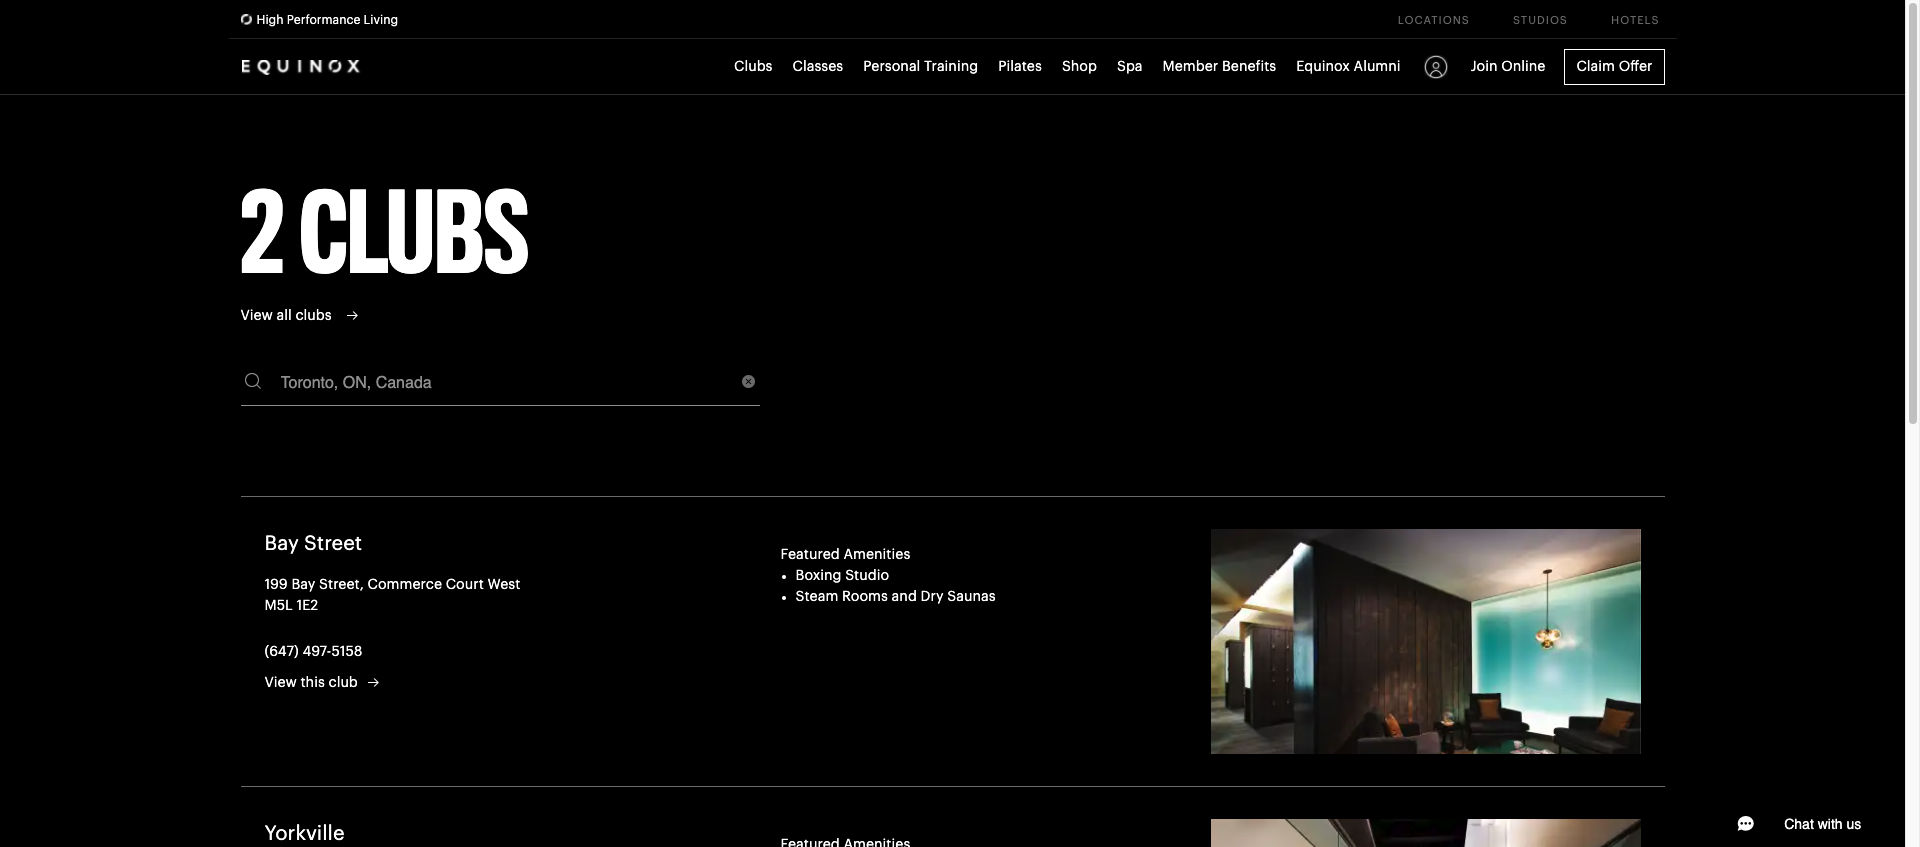 High Performance Living
LOCATIONS STUDIOS HOTELS
EQUINOX
Clubs Classes Personal Training Pilates Shop Spa Member Benefits Equinox Alumni Join Online Claim Offer
2 CLUBS
View all clubs →
Toronto, ON, Canada
Bay Street
199 Bay Street, Commerce Court West
M5L 1E2
(647) 497-5158
View this club →
Featured Amenities
• Boxing Studio
• Steam Rooms and Dry Saunas
Yorkville
Featured Amenities
Chat with us